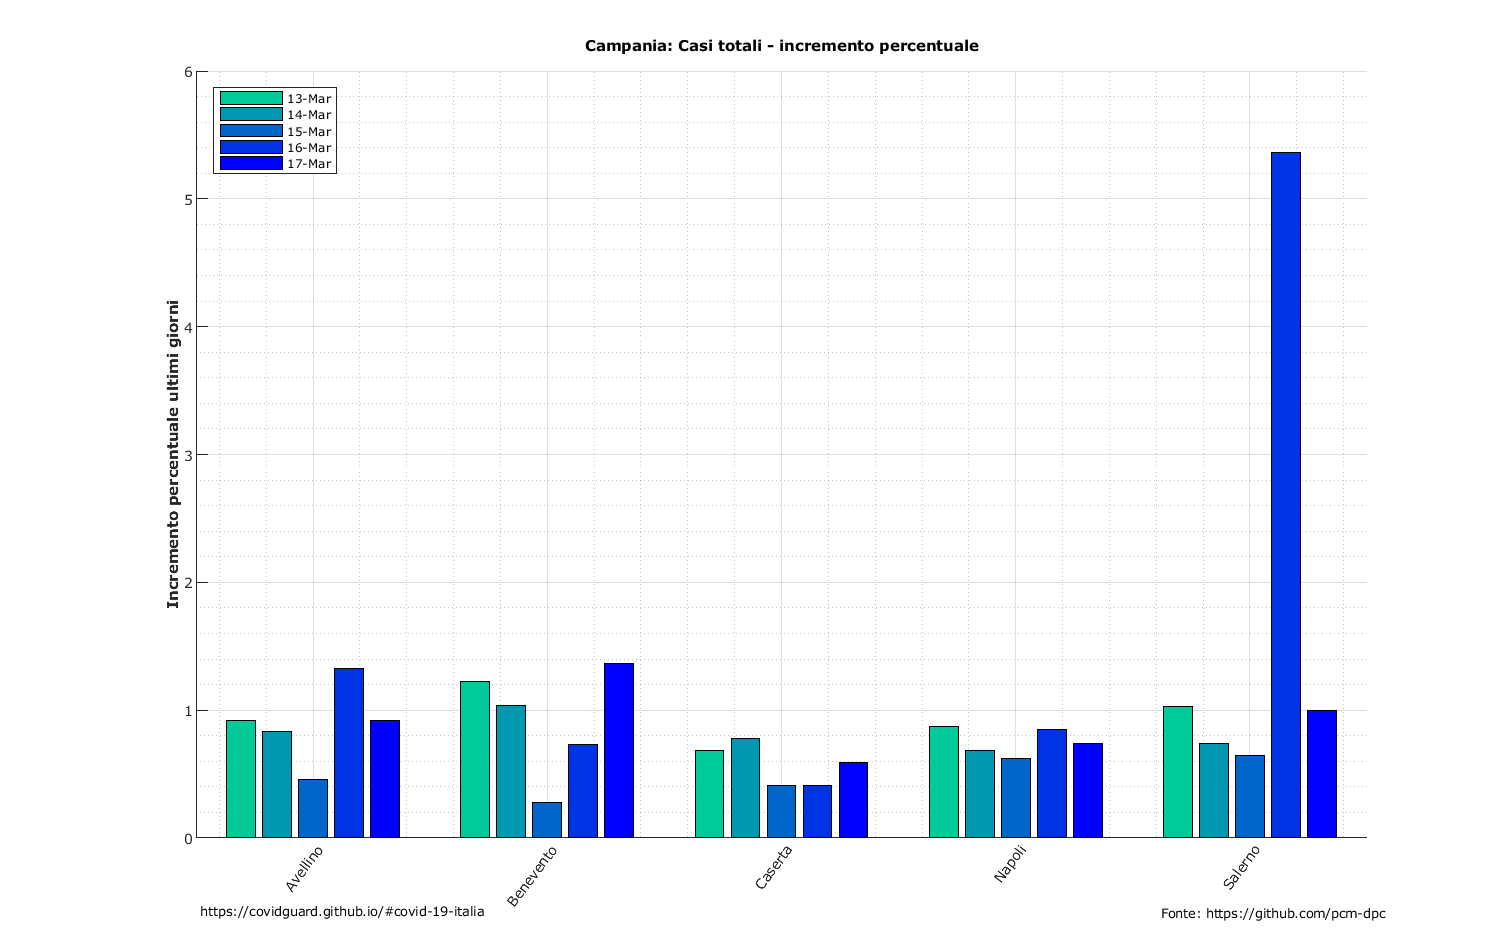 Campania: Casi totali - incremento percentuale
Incremento percentuale ultimi giorni
6
5
4
3
2
1
0
13-Mar
14-Mar
15-Mar
16-Mar
17-Mar
Avellino
Benevento
Caserta
Napoli
Salerno
https://covidguard.github.io/#covid-19-italia
Fonte: https://github.com/pcm-dpc